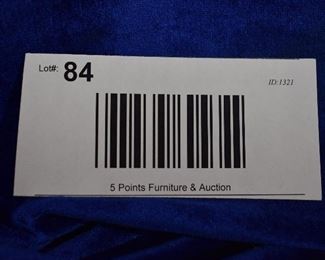 Lot#: 84
ID:1321
5 Points Furniture & Auction